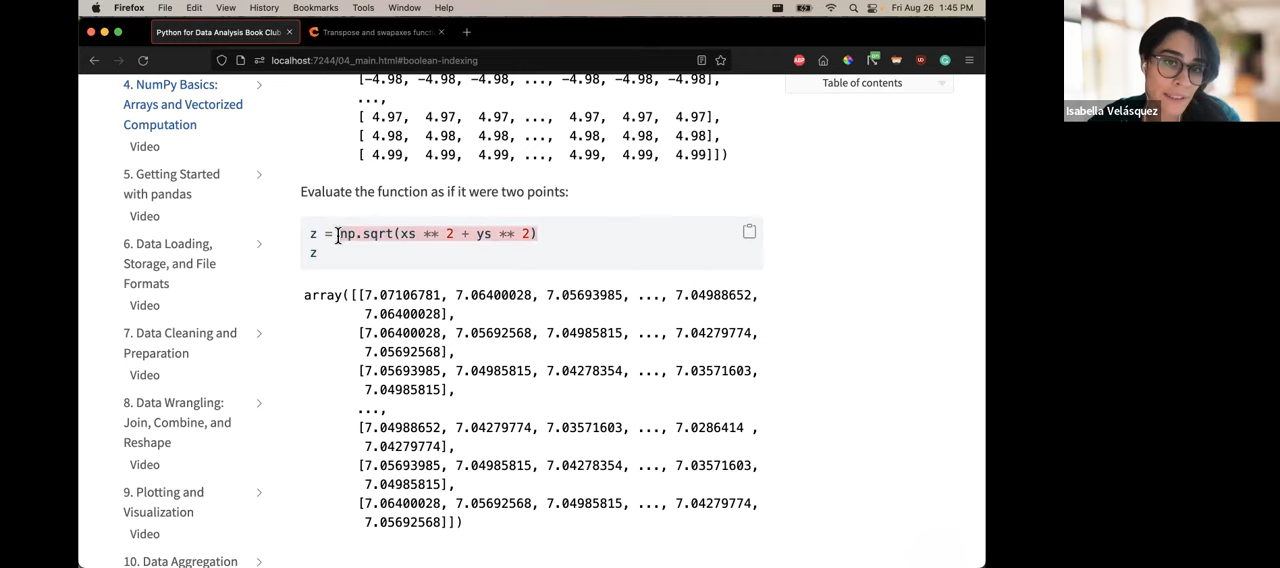 Firefox File Edit View History Bookmarks Tools Window Help Fri Aug 26 1:45 PM
Python for Data Analysis Book Club Transpose and swapaxes func
localhost:7244/04_main.html#boolean-indexing
4. NumPy Basics:
Arrays and Vectorized
Computation
Video
5. Getting Started
with pandas
Video
6. Data Loading,
Storage, and File
Formats
Video
7. Data Cleaning and
Preparation
Video
8. Data Wrangling:
Join, Combine, and
Reshape
Video
9. Plotting and
Visualization
Video
10. Data Aggregation
[-4.98, -4.98, -4.98, ..., -4.98, -4.98, -4.98],
...,
[ 4.97, 4.97, 4.97, ..., 4.97, 4.97, 4.97],
[ 4.98, 4.98, 4.98, ..., 4.98, 4.98, 4.98],
[ 4.99, 4.99, 4.99, ..., 4.99, 4.99, 4.99]])
Evaluate the function as if it were two points:
z = np.sqrt(xs ** 2 + ys ** 2)
z
array([[7.07106781, 7.06400028, 7.05693985, ..., 7.04988652,
7.06400028],
[7.06400028, 7.05692568, 7.04985815, ..., 7.04279774,
7.05692568],
[7.05693985, 7.04985815, 7.04278354, ..., 7.03571603,
7.04985815],
...,
[7.04988652, 7.04279774, 7.03571603, ..., 7.0286414 ,
7.04279774],
[7.05693985, 7.04985815, 7.04278354, ..., 7.03571603,
7.04985815],
[7.06400028, 7.05692568, 7.04985815, ..., 7.04279774,
7.05692568]])
Table of contents
Isabella Velásquez